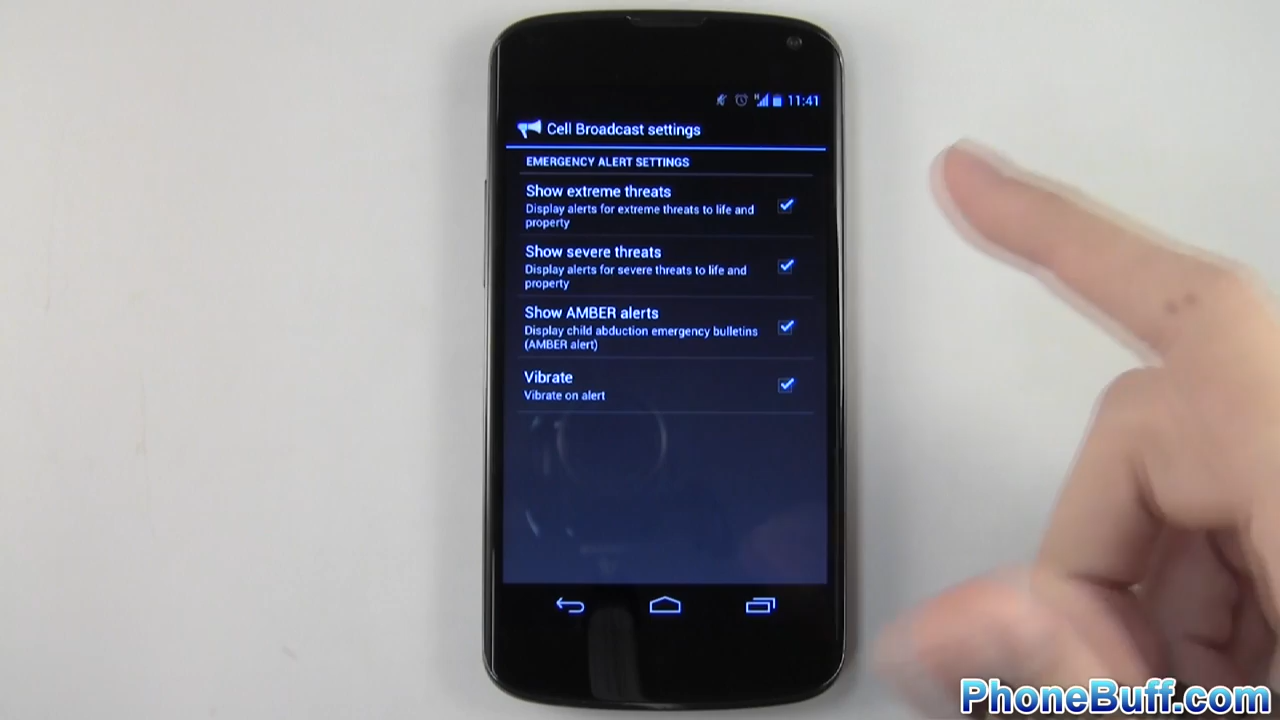 11:41
Cell Broadcast settings
EMERGENCY ALERT SETTINGS
Show extreme threats
Display alerts for extreme threats to life and
property
Show severe threats
Display alerts for severe threats to life and
property
Show AMBER alerts
Display child abduction emergency bulletins
(AMBER alert)
Vibrate
Vibrate on alert
PhoneBuff.com